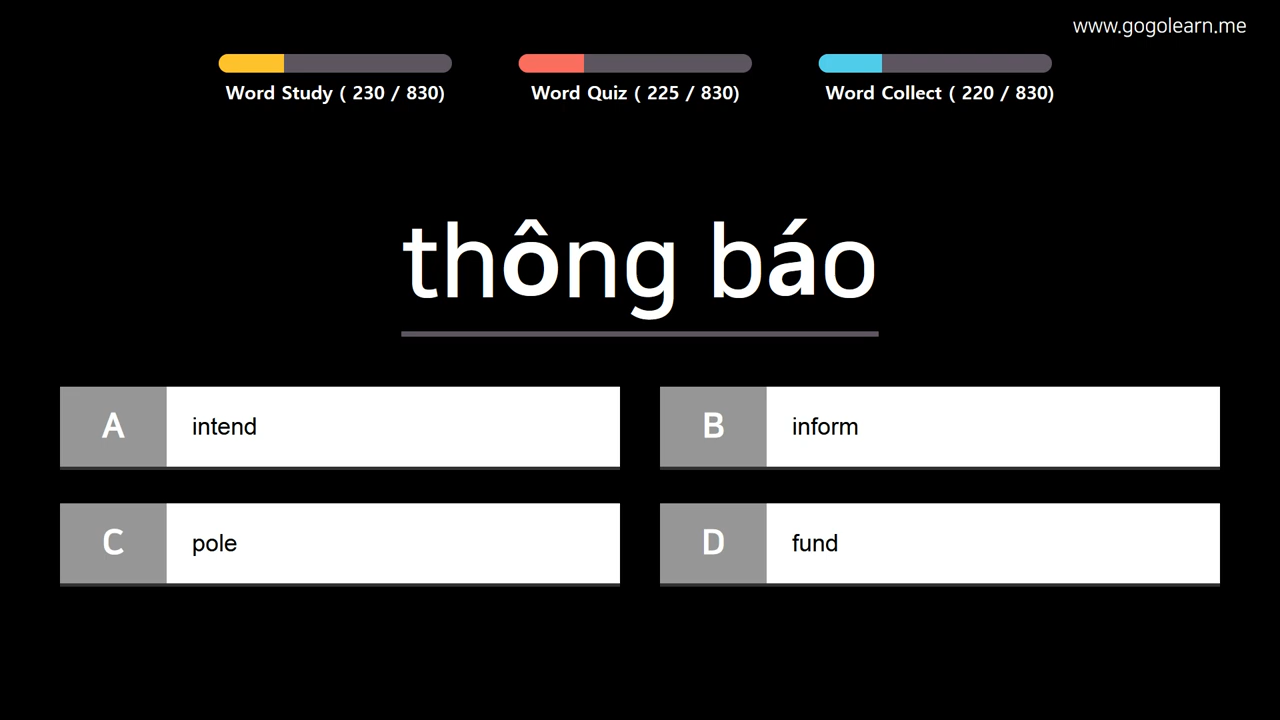 www.gogolearn.me
Word Study ( 230 / 830)
Word Quiz ( 225 / 830)
Word Collect ( 220 / 830)
thông báo
A intend
B inform
C pole
D fund